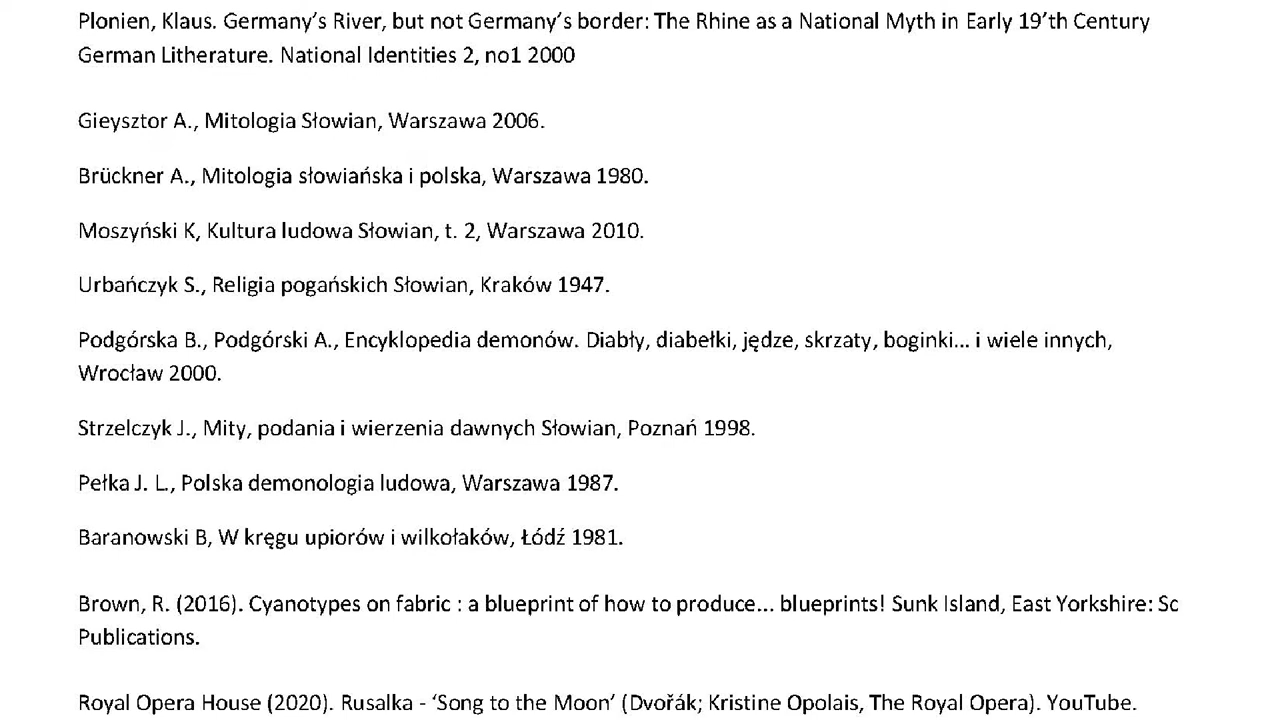 Plonien, Klaus. Germany’s River, but not Germany’s border: The Rhine as a National Myth in Early 19’th Century
German Litherature. National Identities 2, no1 2000
Gieysztor A., Mitologia Słowian, Warszawa 2006.
Brückner A., Mitologia słowiańska i polska, Warszawa 1980.
Moszyński K, Kultura ludowa Słowian, t. 2, Warszawa 2010.
Urbańczyk S., Religia pogańskich Słowian, Kraków 1947.
Podgórska B., Podgórski A., Encyklopedia demonów. Diabły, diabełki, jędze, skrzaty, boginki... i wiele innych,
Wrocław 2000.
Strzelczyk J., Mity, podania i wierzenia dawnych Słowian, Poznań 1998.
Pełka J. L., Polska demonologia ludowa, Warszawa 1987.
Baranowski B, W kręgu upiorów i wilkołaków, Łódź 1981.
Brown, R. (2016). Cyanotypes on fabric : a blueprint of how to produce... blueprints! Sunk Island, East Yorkshire: Sc
Publications.
Royal Opera House (2020). Rusalka - ‘Song to the Moon’ (Dvořák; Kristine Opolais, The Royal Opera). YouTube.